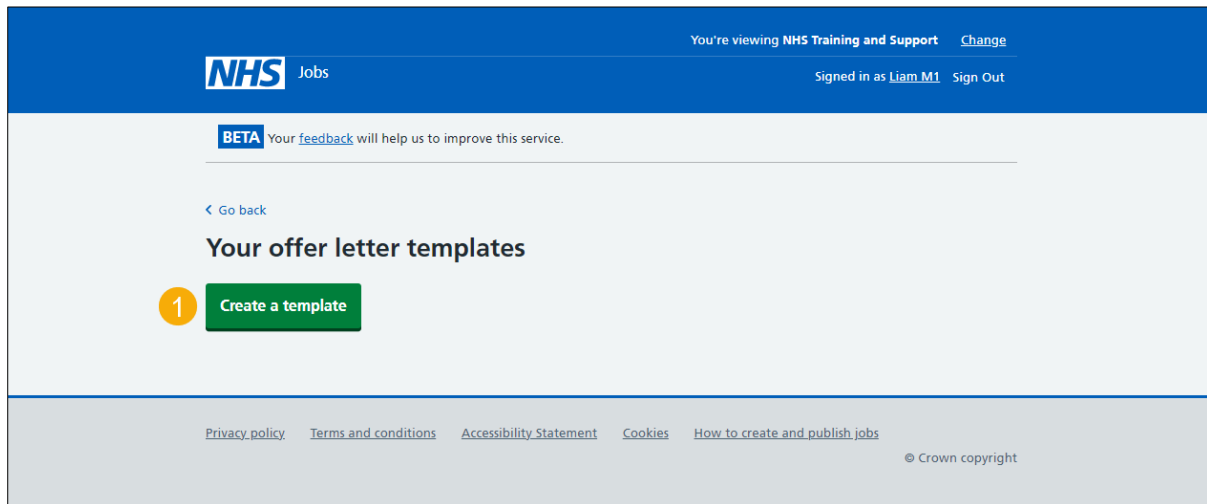 You're viewing NHS Training and Support Change
NHS Jobs
Signed in as Liam M1 Sign Out
BETA Your feedback will help us to improve this service.
Go back
Your offer letter templates
1 Create a template
Privacy policy Terms and conditions Accessibility Statement Cookies How to create and publish jobs
© Crown copyright